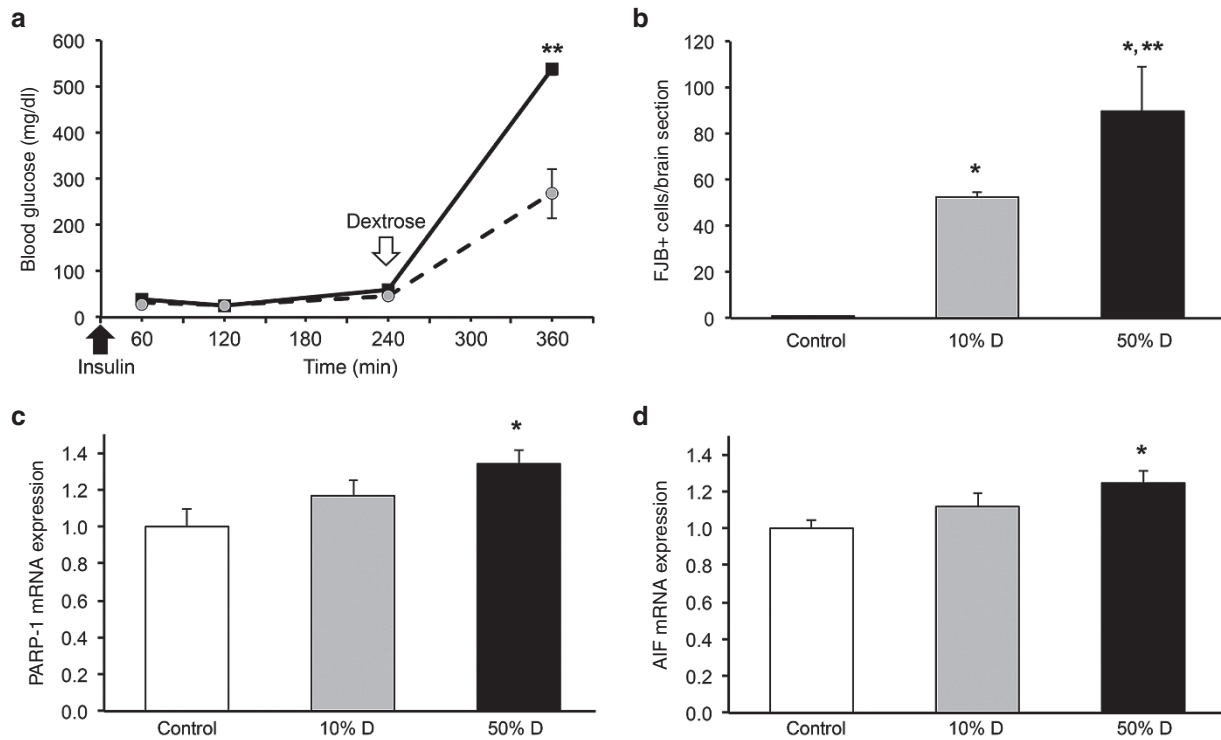 a
600
500
400
300
200
100
0
Blood glucose (mg/dl)
**
Dextrose
60
120
180
240
300
360
Insulin
Time (min)
b
120
100
80
60
40
20
0
FJB+ cells/brain section
*
*,**
Control
10% D
50% D
c
1.4
1.2
1.0
0.8
0.6
0.4
0.2
0.0
PARP-1 mRNA expression
*
Control
10% D
50% D
d
1.4
1.2
1.0
0.8
0.6
0.4
0.2
0.0
AIF mRNA expression
*
Control
10% D
50% D